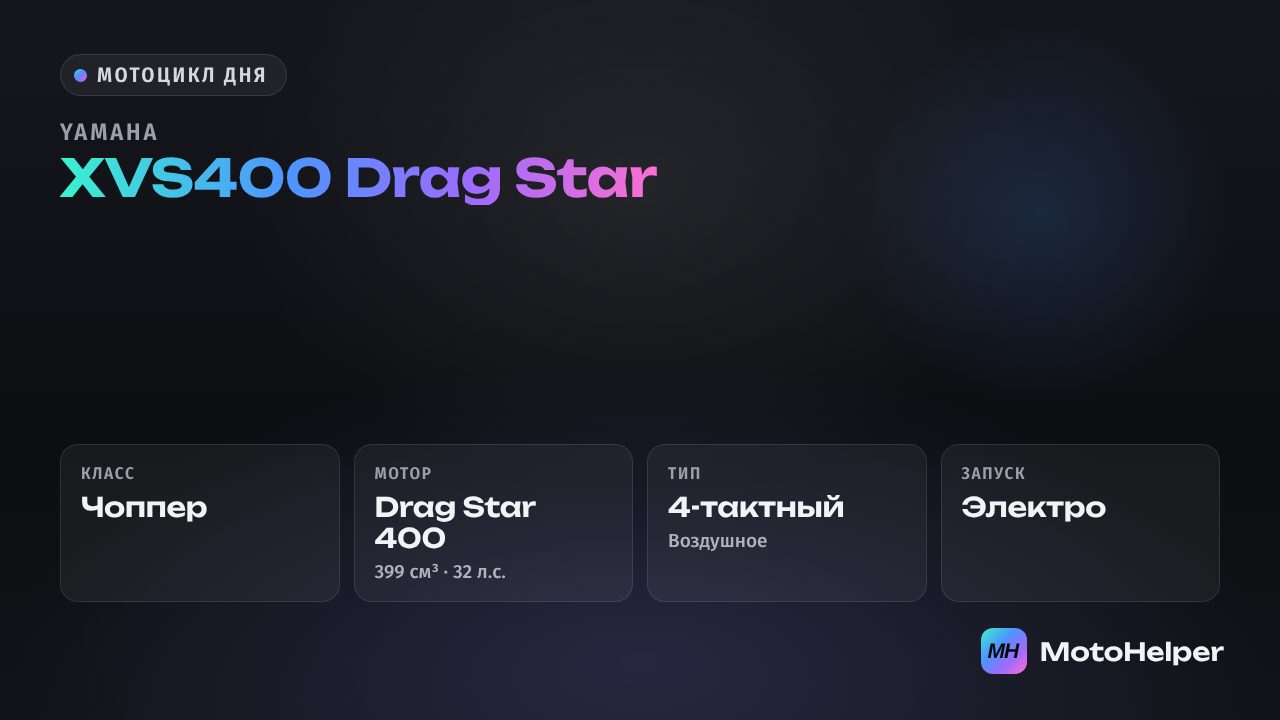 МОТОЦИКЛ ДНЯ
YAMAHA
XVS400 Drag Star
КЛАСС
Чоппер
МОТОР
Drag Star
400
399 см³ · 32 л.с.
ТИП
4-тактный
Воздушное
ЗАПУСК
Электро
MH MotoHelper